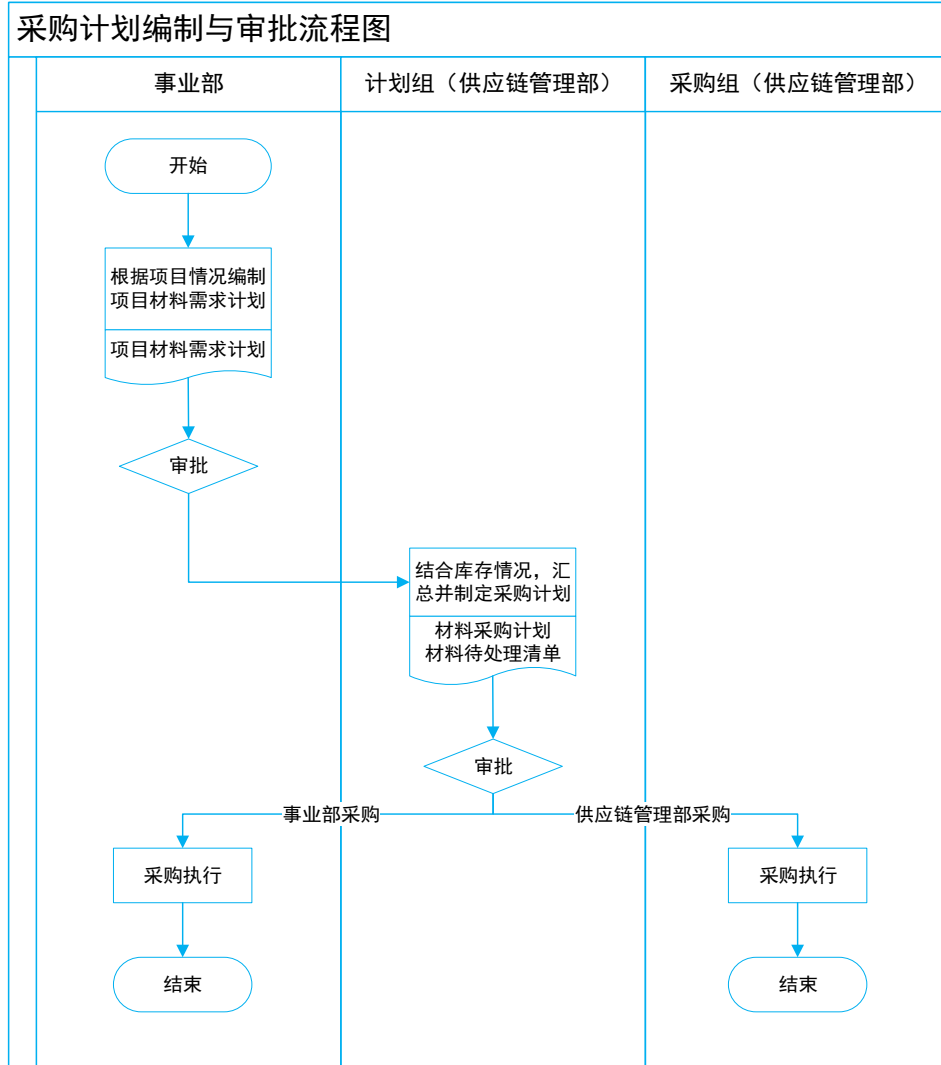 采购计划编制与审批流程图
事业部
计划组（供应链管理部）
采购组（供应链管理部）
开始
根据项目情况编制
项目材料需求计划
项目材料需求计划
审批
结合库存情况，汇
总并制定采购计划
材料采购计划
材料待处理清单
审批
事业部采购
供应链管理部采购
采购执行
采购执行
结束
结束